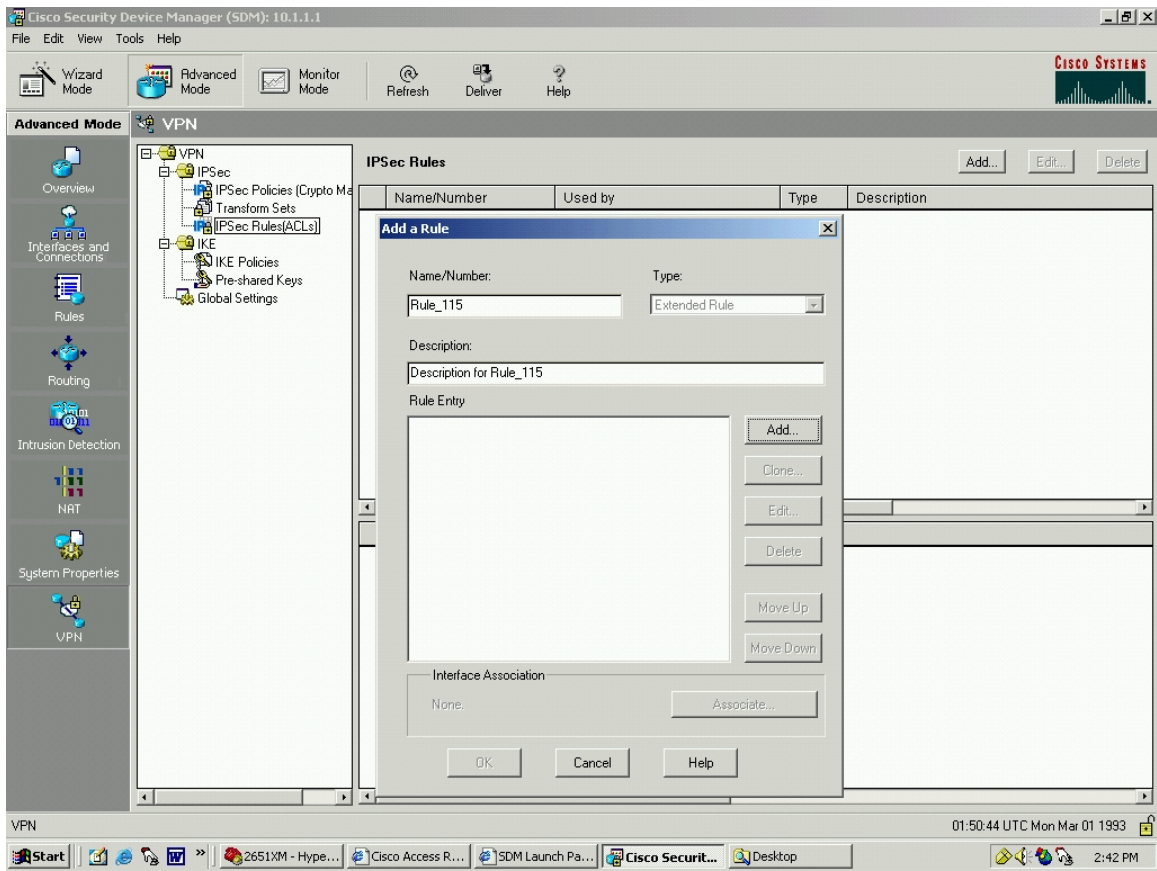 Cisco Security Device Manager (SDM): 10.1.1.1
File Edit View Tools Help
Wizard Mode
Advanced Mode
Monitor Mode
Refresh
Deliver
Help
CISCO SYSTEMS
Advanced Mode
VPN
Overview
Interfaces and Connections
Rules
Routing
Intrusion Detection
NAT
System Properties
VPN
VPN
IPSec
IPSec Policies (Crypto Ma
Transform Sets
IPSec Rules(ACLs)
IKE
IKE Policies
Pre-shared Keys
Global Settings
IPSec Rules
Add...
Edit...
Delete
Name/Number
Used by
Type
Description
Add a Rule
Name/Number:
Type:
Rule_115
Extended Rule
Description:
Description for Rule_115
Rule Entry
Add...
Clone...
Edit...
Delete
Move Up
Move Down
Interface Association
None.
Associate...
OK
Cancel
Help
VPN
01:50:44 UTC Mon Mar 01 1993
Start
2651XM - Hype...
Cisco Access R...
SDM Launch Pa...
Cisco Securit...
Desktop
2:42 PM